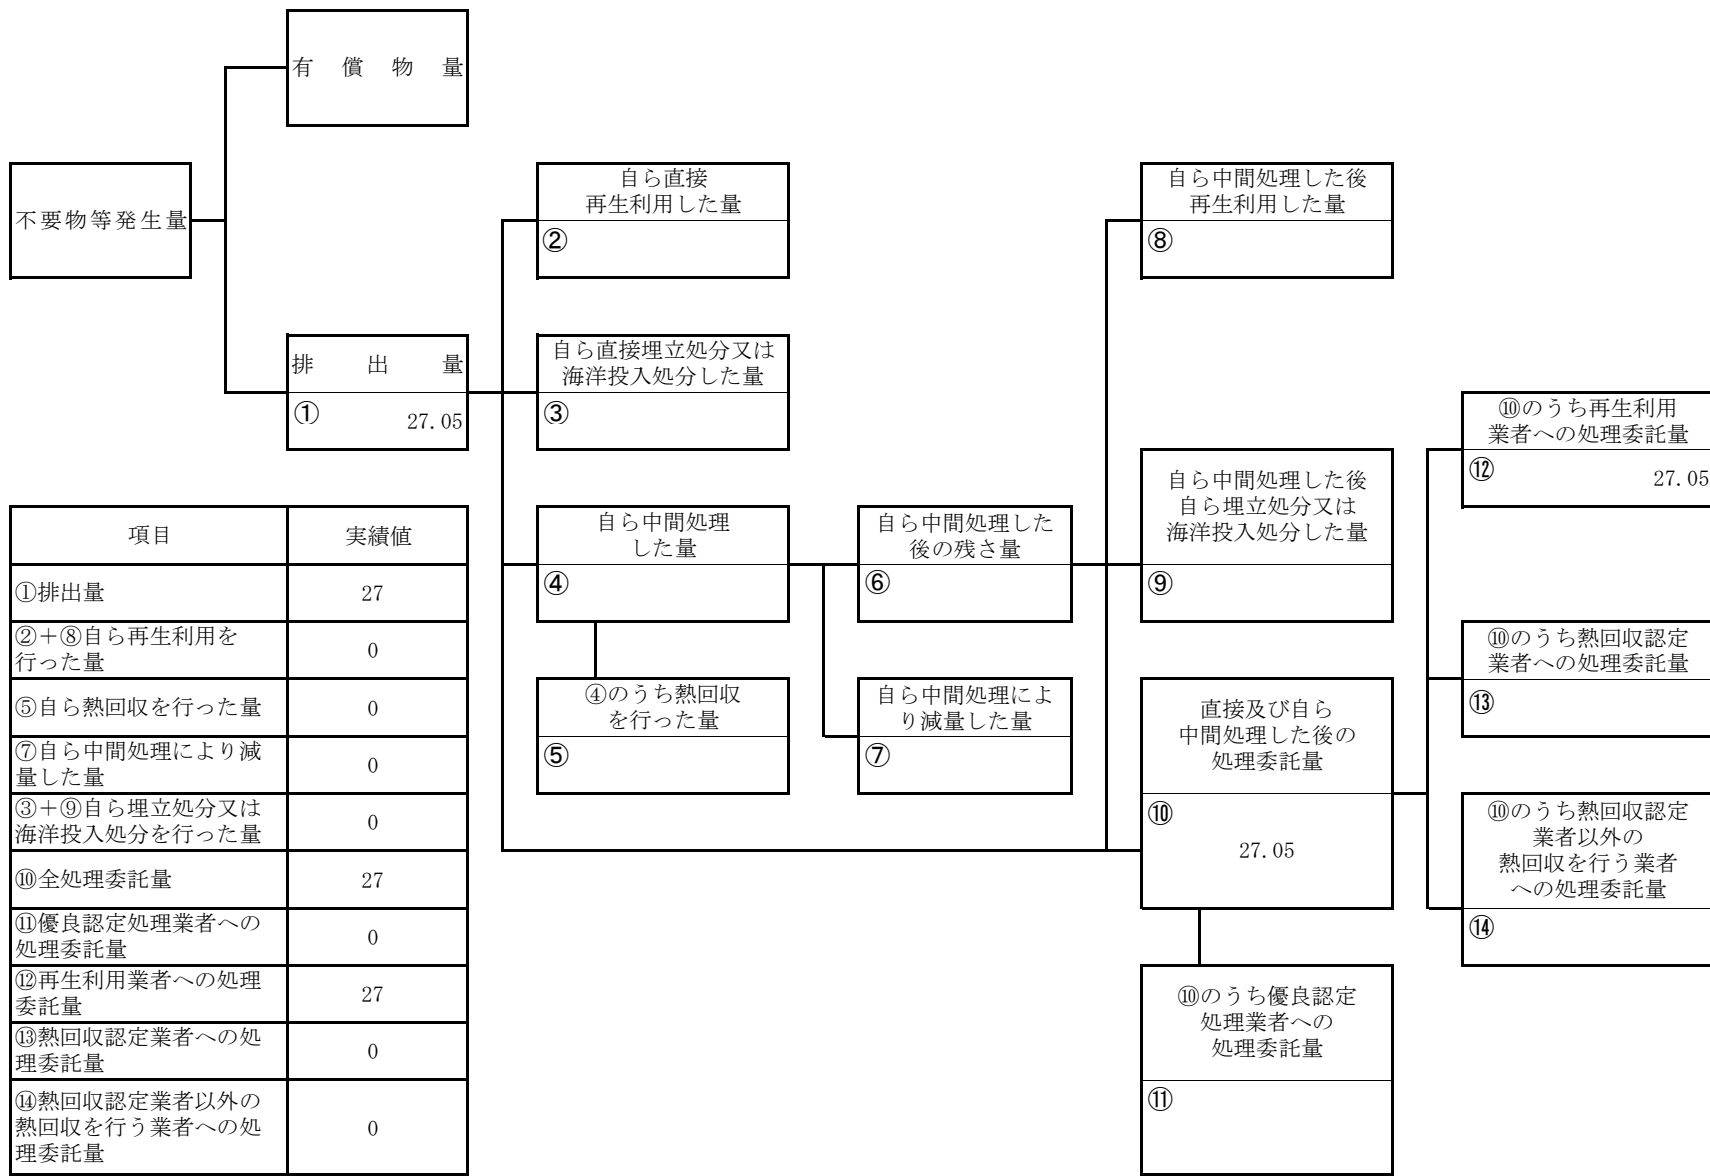 有償物量
不要物等発生量
排出量
①
27.05
自ら直接
再生利用した量
②
自ら直接埋立処分又は
海洋投入処分した量
③
自ら中間処理
した量
④
④のうち熱回収
を行った量
⑤
自ら中間処理した
後の残さ量
⑥
自ら中間処理によ
り減量した量
⑦
自ら中間処理した後
再生利用した量
⑧
自ら中間処理した後
自ら埋立処分又は
海洋投入処分した量
⑨
直接及び自ら
中間処理した後の
処理委託量
⑩
27.05
⑩のうち優良認定
処理業者への
処理委託量
⑪
⑩のうち再生利用
業者への処理委託量
⑫
27.05
⑩のうち熱回収認定
業者への処理委託量
⑬
⑩のうち熱回収認定
業者以外の
熱回収を行う業者
への処理委託量
⑭
項目 実績値
①排出量 27
②＋⑧自ら再生利用を
行った量 0
⑤自ら熱回収を行った量 0
⑦自ら中間処理により減
量した量 0
③＋⑨自ら埋立処分又は
海洋投入処分を行った量 0
⑩全処理委託量 27
⑪優良認定処理業者への
処理委託量 0
⑫再生利用業者への処理
委託量 27
⑬熱回収認定業者への処
理委託量 0
⑭熱回収認定業者以外の
熱回収を行う業者への処
理委託量 0